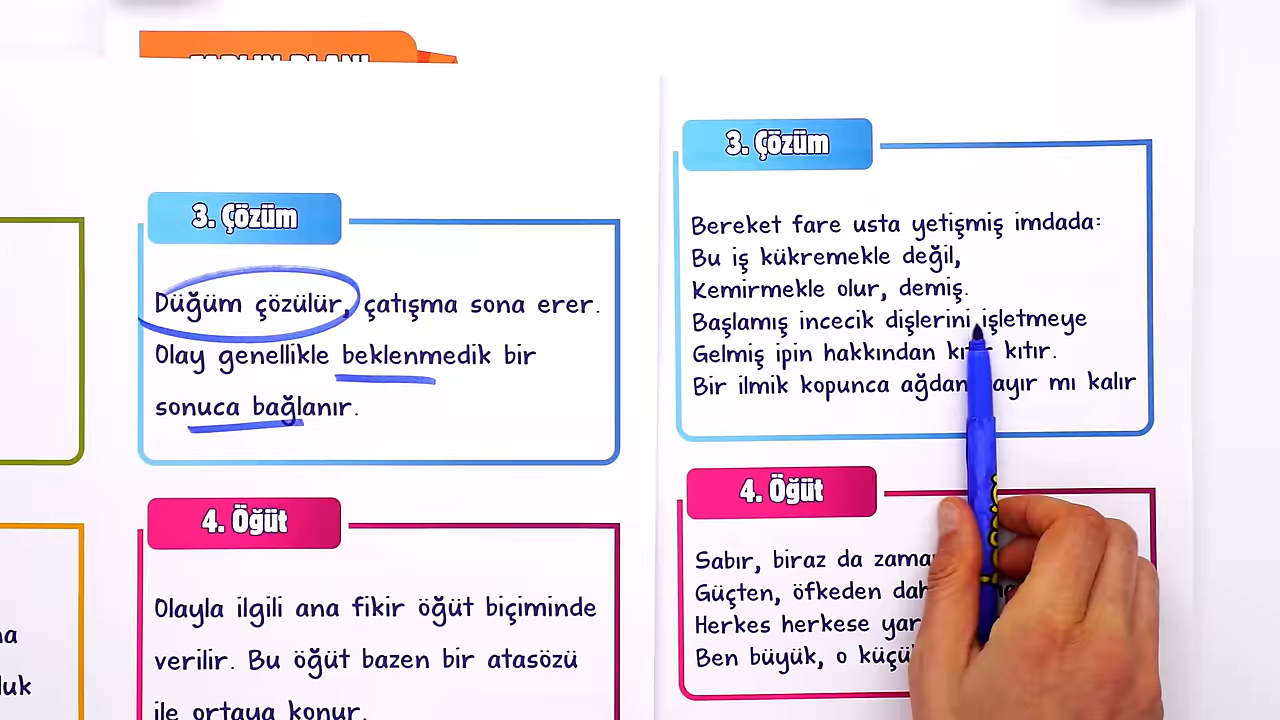 3. Çözüm
Düğüm çözülür, çatışma sona erer.
Olay genellikle beklenmedik bir
sonuca bağlanır.
4. Öğüt
Olayla ilgili ana fikir öğüt biçiminde
verilir. Bu öğüt bazen bir atasözü
ile ortaya konur.
3. Çözüm
Bereket fare usta yetişmiş imdada:
Bu iş kükremekle değil,
Kemirmekle olur, demiş.
Başlamış incecik dişlerini işletmeye
Gelmiş ipin hakkından kıtır kıtır.
Bir ilmik kopunca ağdan hayır mı kalır
4. Öğüt
Sabır, biraz da
Güçten, öfkeden
Herkes herkese
Ben büyük, o